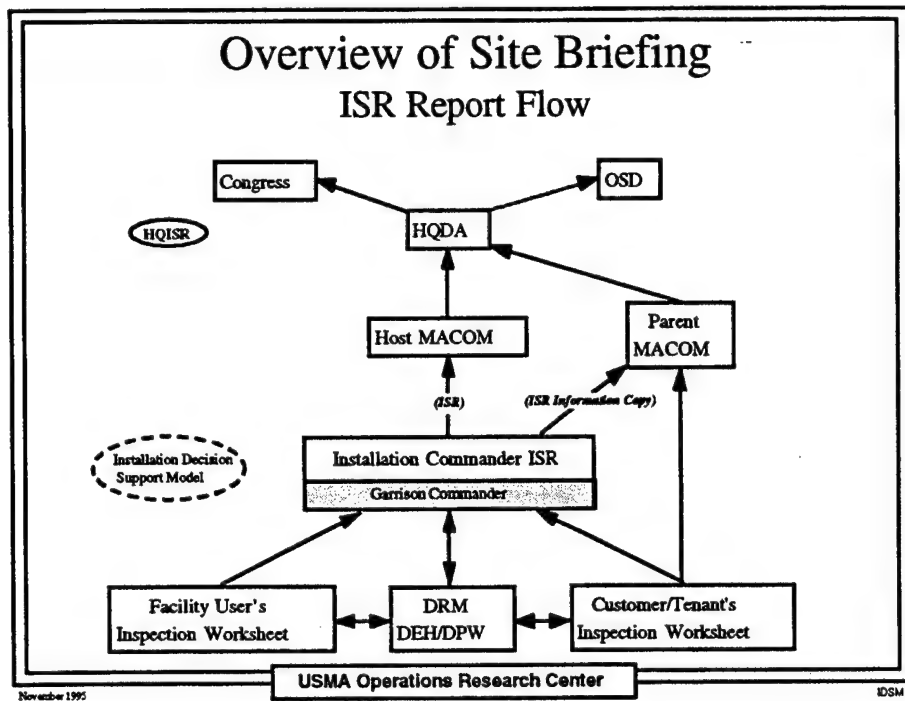 Overview of Site Briefing
ISR Report Flow
Congress
OSD
HQISR
HQDA
Host MACOM
Parent
MACOM
(ISR)
(ISR Information Copy)
Installation Decision
Support Model
Installation Commander ISR
Garrison Commander
Facility User's
Inspection Worksheet
DRM
DEH/DPW
Customer/Tenant's
Inspection Worksheet
USMA Operations Research Center
November 1995
IDSM